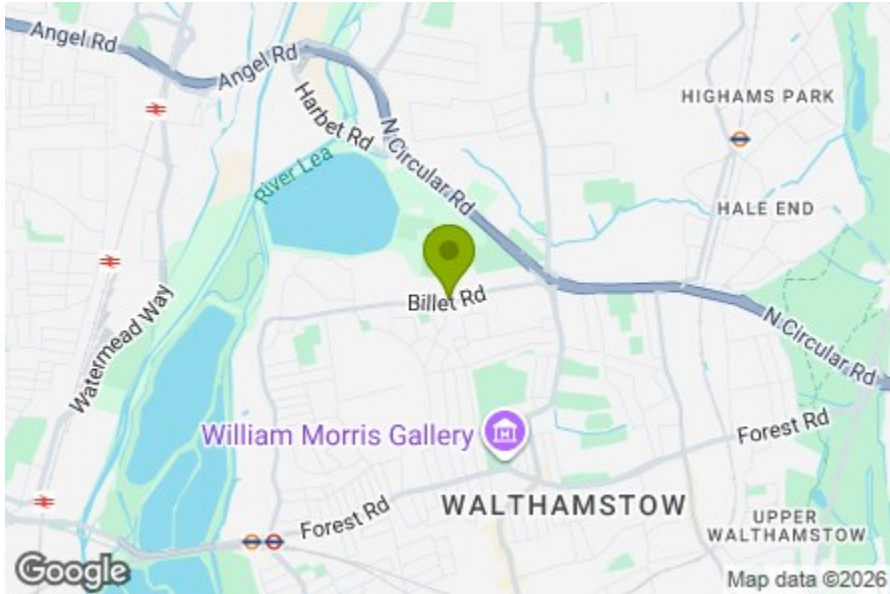 Angel Rd
Angel Rd
Harbet Rd
N Circular Rd
HIGHAMS PARK
River Lea
HALE END
Billet Rd
Watermead Way
N Circular Rd
William Morris Gallery
Forest Rd
WALTHAMSTOW
Forest Rd
UPPER
WALTHAMSTOW
Google
Map data ©2026